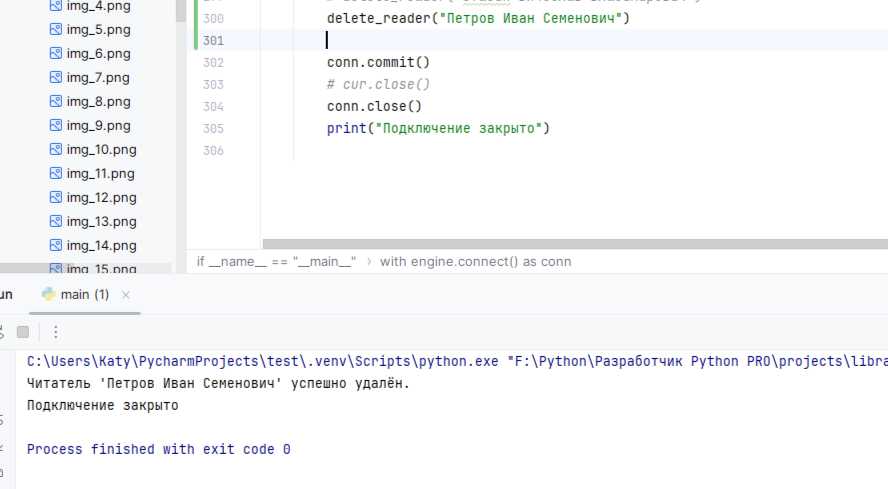 img_4.png
img_5.png
img_6.png
img_7.png
img_8.png
img_9.png
img_10.png
img_11.png
img_12.png
img_13.png
img_14.png
img_15.png
300 delete_reader("Петров Иван Семенович")
301
302 conn.commit()
303 # cur.close()
304 conn.close()
305 print("Подключение закрыто")
306
if __name__ == "__main__" › with engine.connect() as conn
un main (1) ×
C:\Users\Katy\PycharmProjects\test\.venv\Scripts\python.exe "F:\Python\Разработчик Python PRO\projects\libra
Читатель 'Петров Иван Семенович' успешно удалён.
Подключение закрыто
Process finished with exit code 0